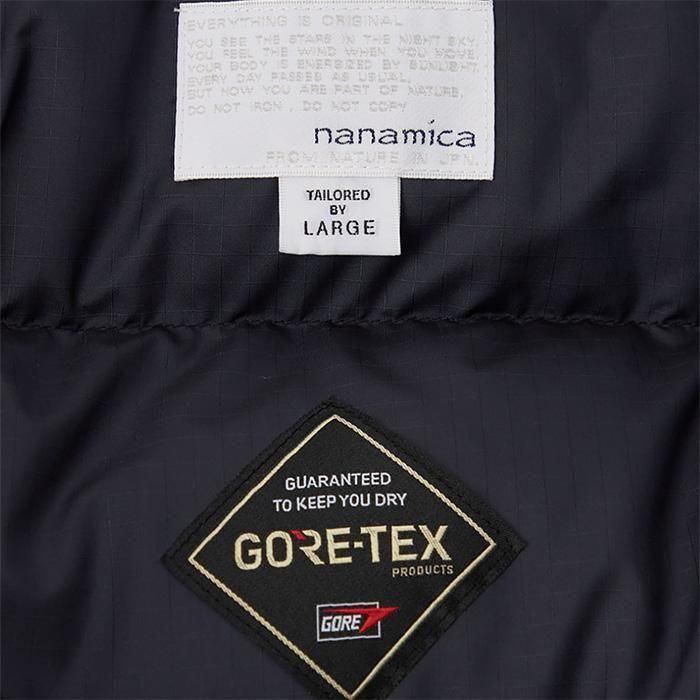 EVERYTHING IS ORIGINAL
YOU SEE THE STARS IN THE NIGHT SKY.
YOU FEEL THE WIND WHEN YOU MOVE.
YOUR BODY IS ENERGIZED BY SUNLIGHT.
EVERY DAY PASSES AS USUAL.
BUT NOW YOU ARE PART OF NATURE.
DO NOT IRON , DO NOT COPY
nanamica
FROM NATURE IN JPN.
TAILORED
BY
LARGE
GUARANTEED
TO KEEP YOU DRY
GORE-TEX
PRODUCTS
GORE